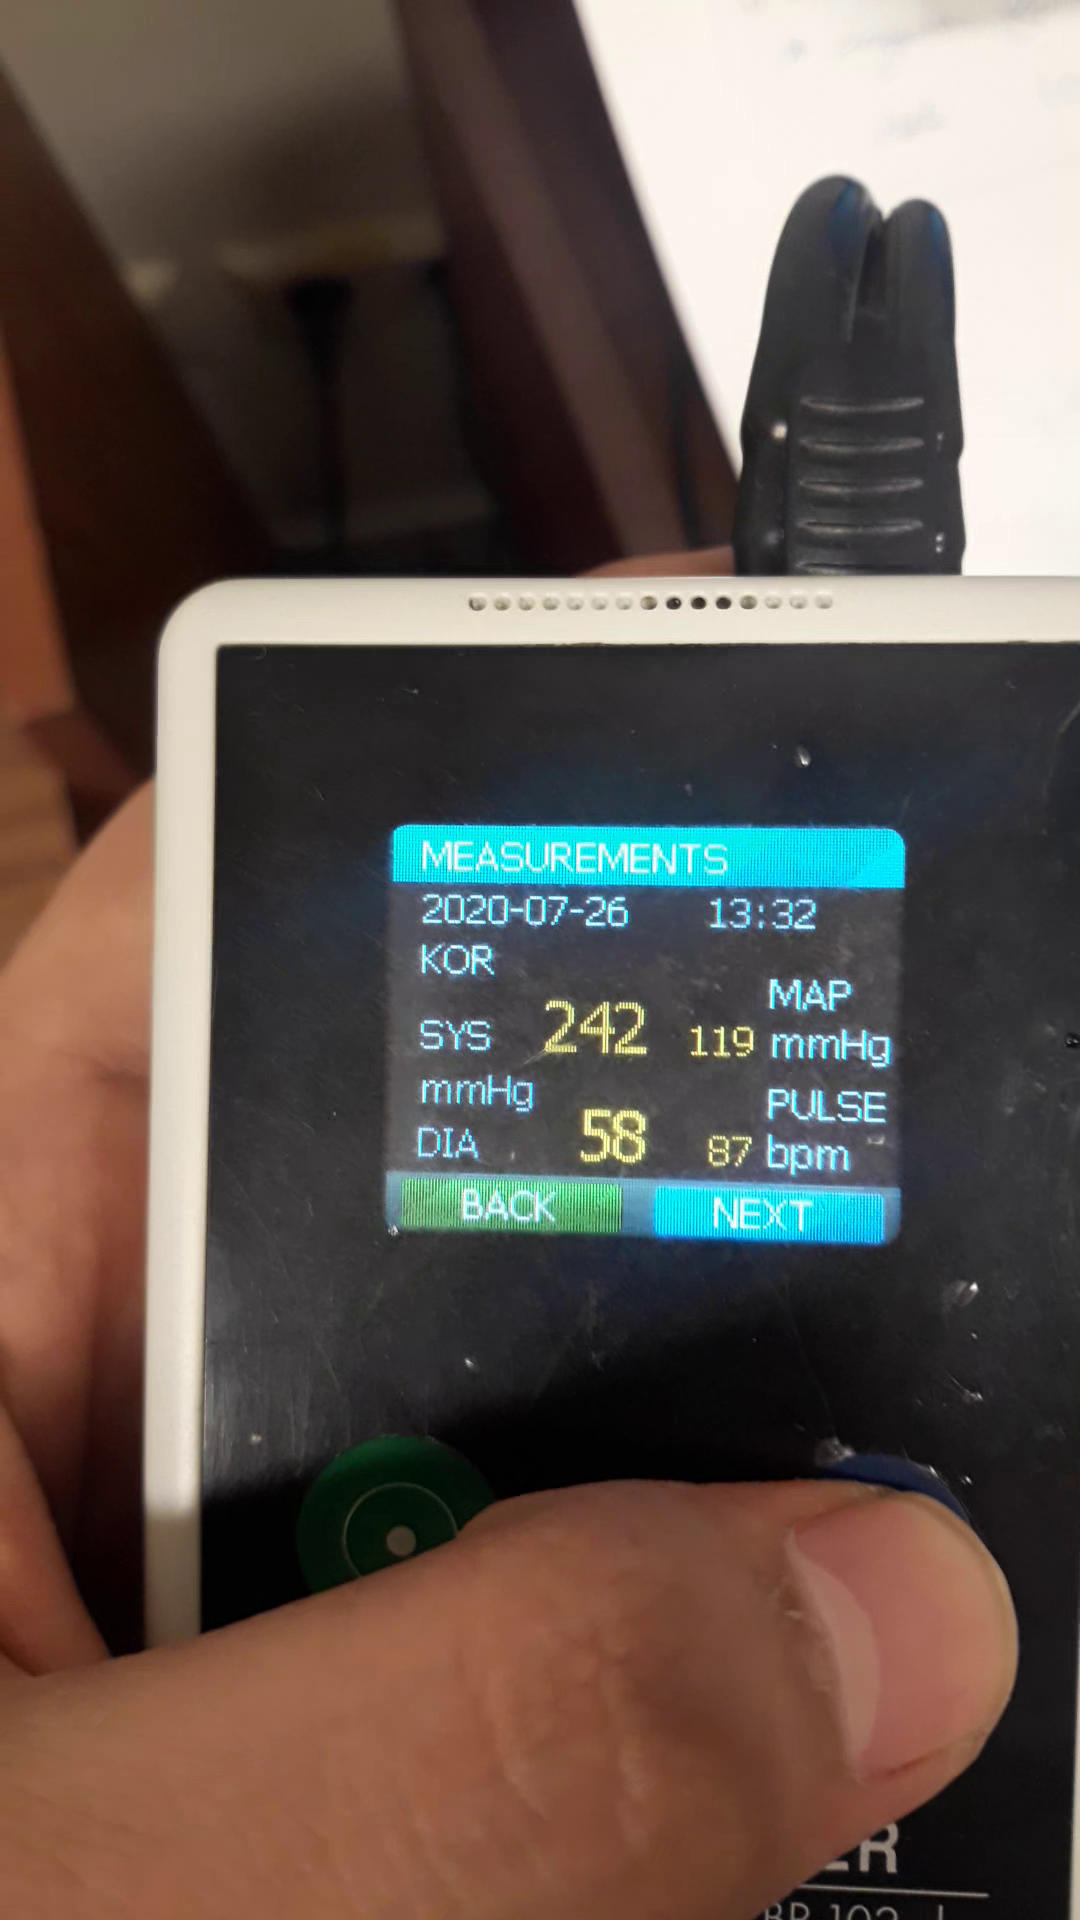 MEASUREMENTS
2020-07-26 13:32
KOR
MAP
SYS 242 119 mmHg
mmHg
PULSE
DIA 58 87 bpm
BACK NEXT